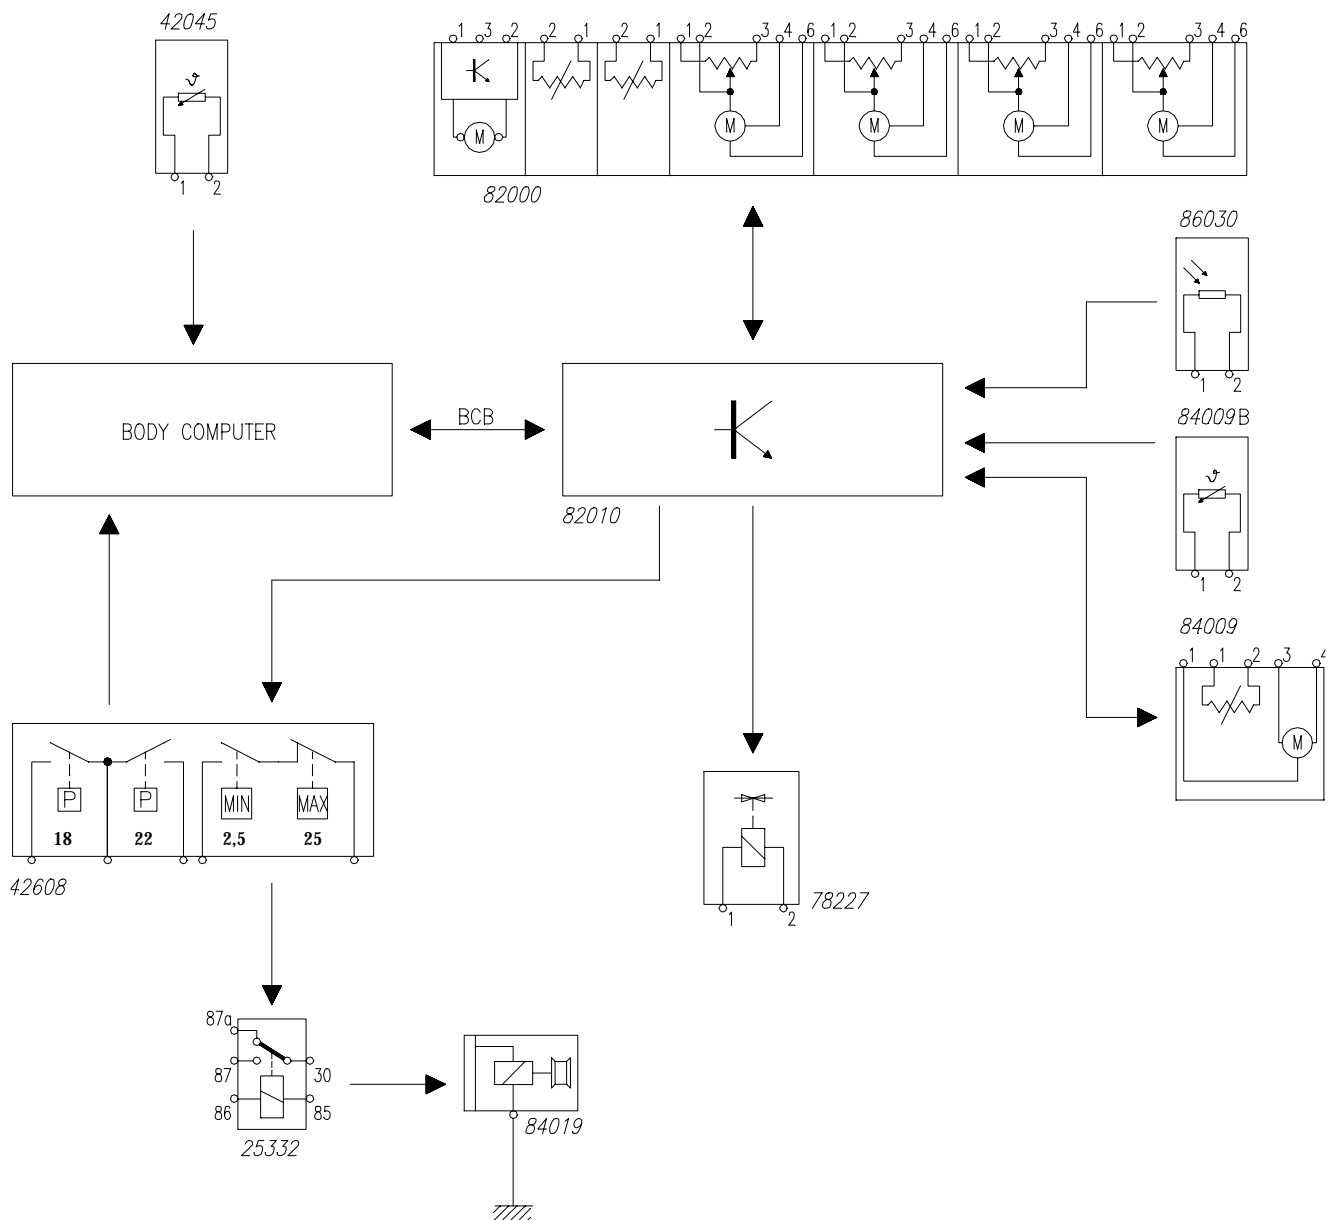 42045
1 2
1 3 2 2 1 2 1 1 2 3 4 6 1 2 3 4 6 1 2 3 4 6 1 2 3 4 6
M M M M M
82000
86030
1 2
BODY COMPUTER
BCB
82010
84009B
ϑ
1 2
84009
1 1 2 3 4
M
P P MIN MAX
18 22 2,5 25
42608
1 2
78227
87a
87 30
86 85
25332
84019